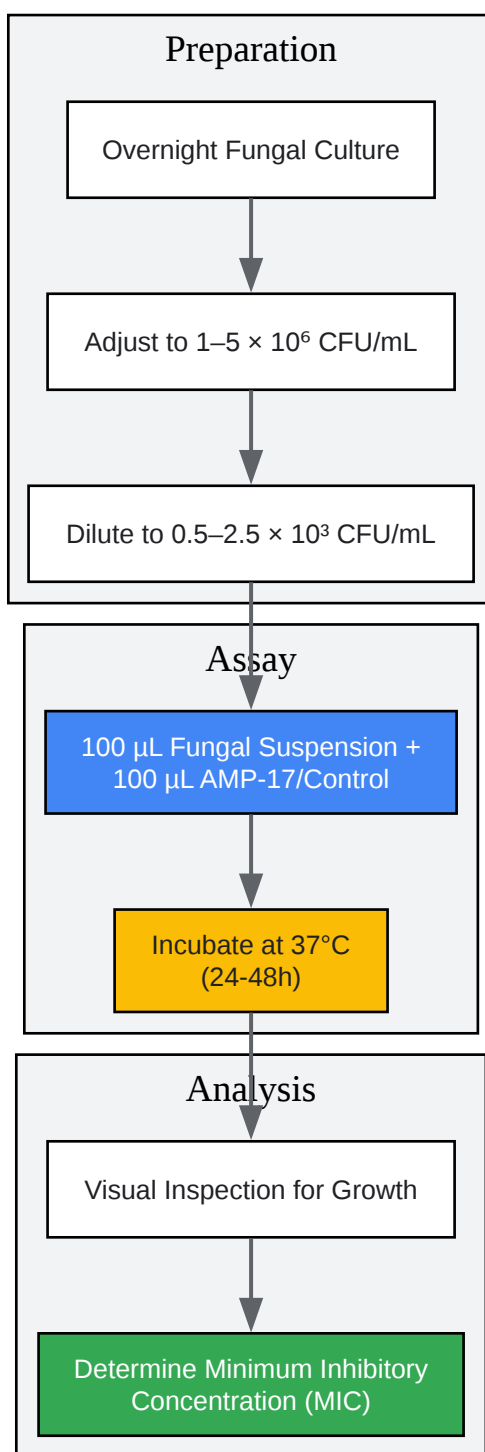 Preparation
Overnight Fungal Culture
Adjust to 1–5 × 10⁶ CFU/mL
Dilute to 0.5–2.5 × 10³ CFU/mL
Assay
100 µL Fungal Suspension +
100 µL AMP-17/Control
Incubate at 37°C
(24-48h)
Analysis
Visual Inspection for Growth
Determine Minimum Inhibitory
Concentration (MIC)